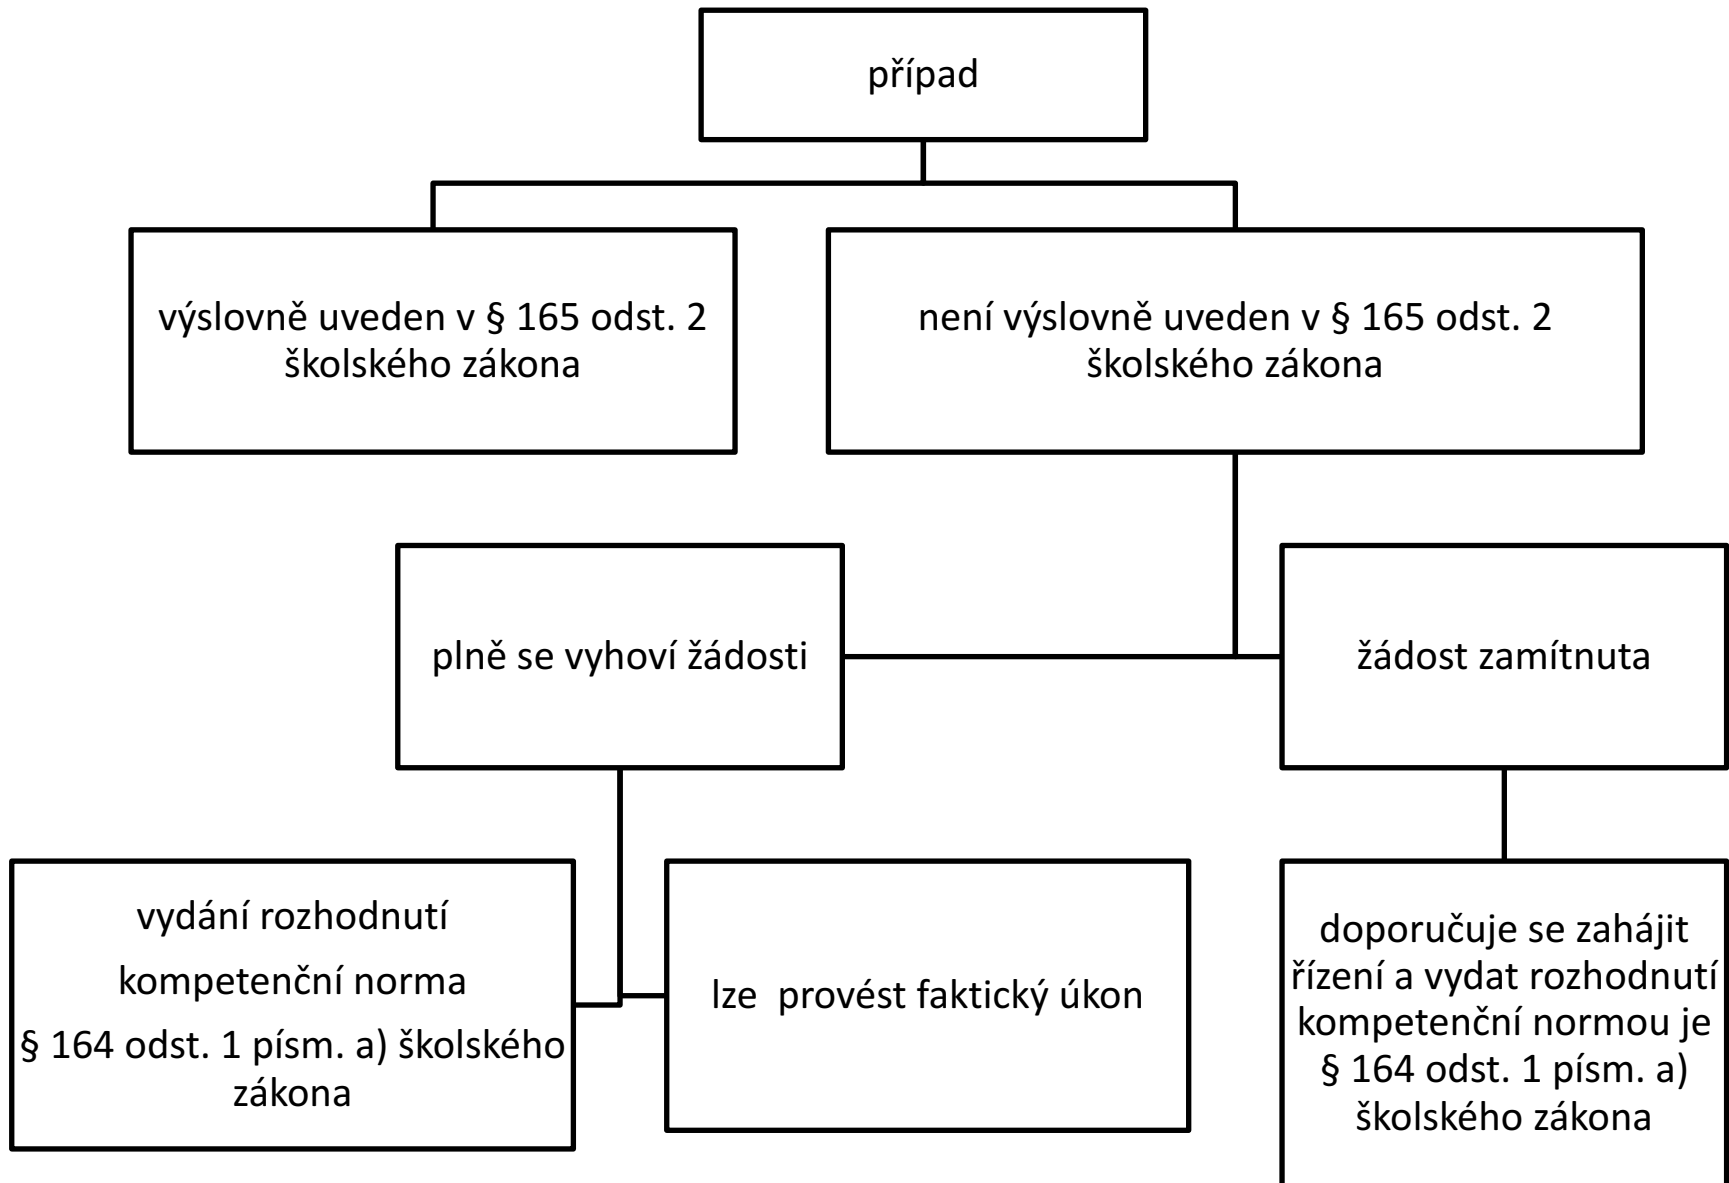 případ
výslovně uveden v § 165 odst. 2
školského zákona
není výslovně uveden v § 165 odst. 2
školského zákona
plně se vyhoví žádosti
žádost zamítnuta
vydání rozhodnutí
kompetenční norma
§ 164 odst. 1 písm. a) školského
zákona
lze  provést faktický úkon
doporučuje se zahájit
řízení a vydat rozhodnutí
kompetenční normou je
§ 164 odst. 1 písm. a)
školského zákona